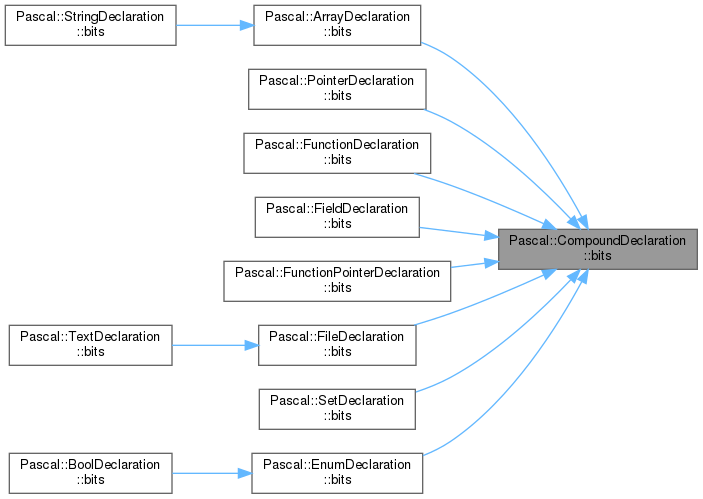 Pascal::StringDeclaration
::bits
Pascal::ArrayDeclaration
::bits
Pascal::PointerDeclaration
::bits
Pascal::FunctionDeclaration
::bits
Pascal::FieldDeclaration
::bits
Pascal::CompoundDeclaration
::bits
Pascal::FunctionPointerDeclaration
::bits
Pascal::TextDeclaration
::bits
Pascal::FileDeclaration
::bits
Pascal::SetDeclaration
::bits
Pascal::BoolDeclaration
::bits
Pascal::EnumDeclaration
::bits